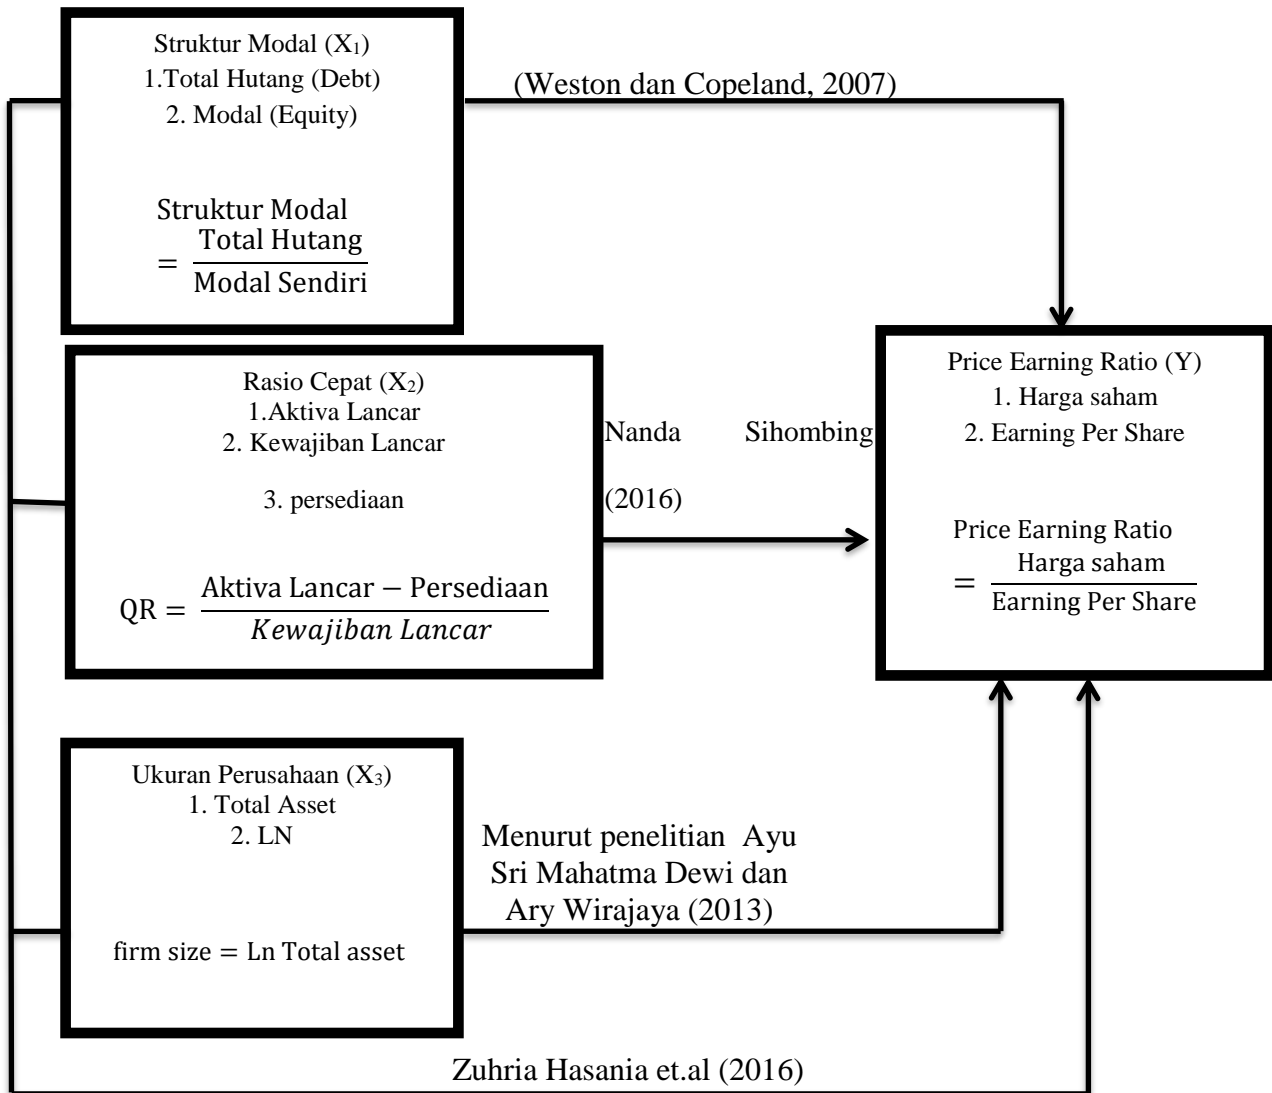 Struktur Modal (X₁)
1.Total Hutang (Debt)
2. Modal (Equity)
Struktur Modal
= Total Hutang
Modal Sendiri
(Weston dan Copeland, 2007)
Rasio Cepat (X₂)
1.Aktiva Lancar
2. Kewajiban Lancar
3. persediaan
QR = Aktiva Lancar − Persediaan
Kewajiban Lancar
Nanda Sihombing
(2016)
Price Earning Ratio (Y)
1. Harga saham
2. Earning Per Share
Price Earning Ratio
= Harga saham
Earning Per Share
Ukuran Perusahaan (X₃)
1. Total Asset
2. LN
firm size = Ln Total asset
Menurut penelitian Ayu
Sri Mahatma Dewi dan
Ary Wirajaya (2013)
Zuhria Hasania et.al (2016)